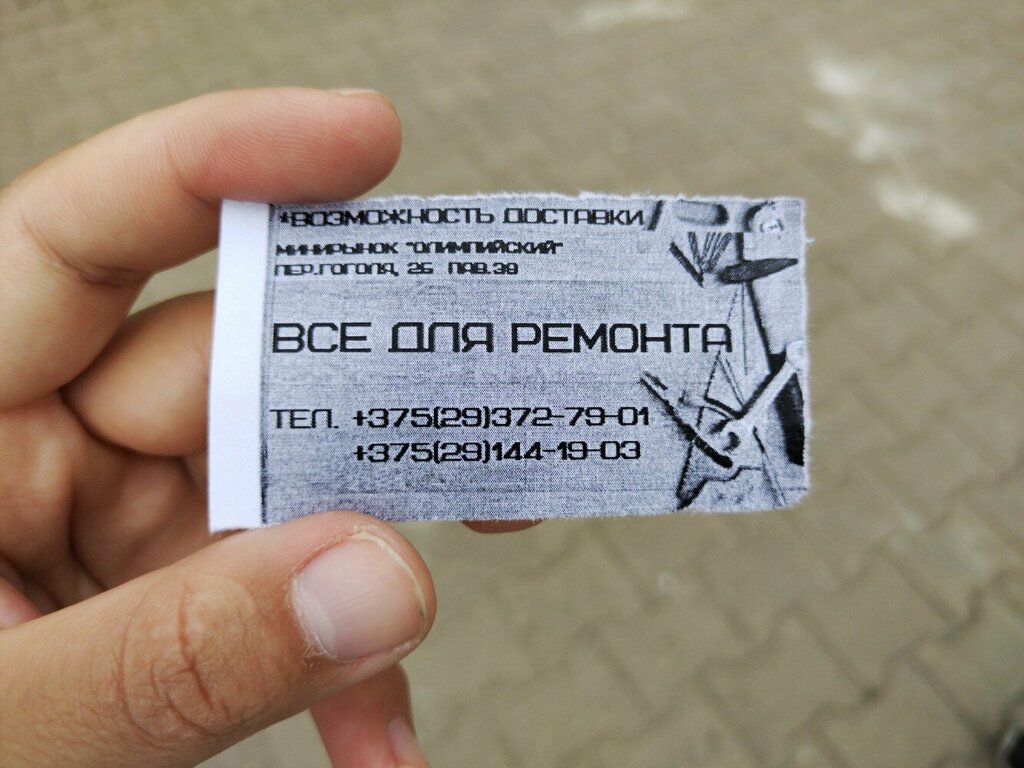 *ВОЗМОЖНОСТЬ ДОСТАВКИ
МИНИРЫНОК "ОЛИМПИЙСКИЙ"
ПЕР.ГОГОЛЯ, 2Б ПАВ.39
ВСЕ ДЛЯ РЕМОНТА
ТЕЛ. +375(29)372-79-01
+375(29)144-19-03